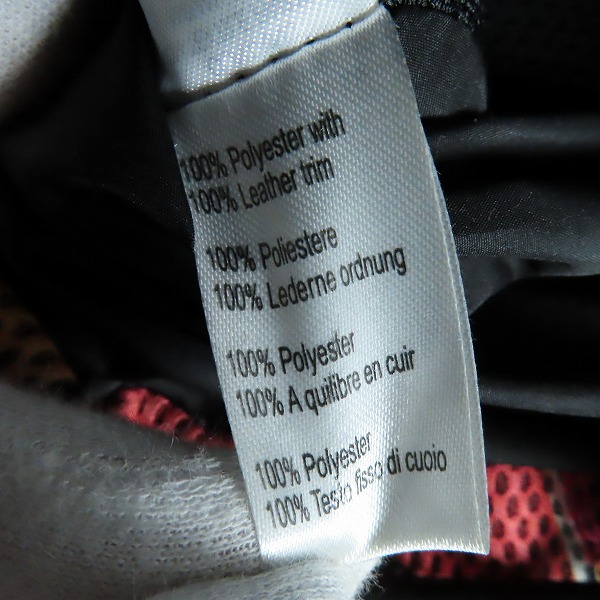 100% Polyester with
100% Leather trim
100% Poliestere
100% Lederne ordnung
100% Polyester
100% A quilibre en cuir
100% Polyester
100% Testo fisso di cuoio